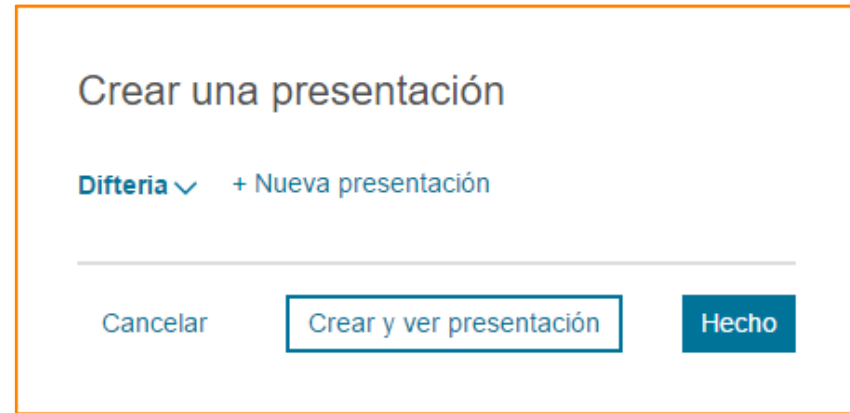 Crear una presentación
Difteria + Nueva presentación
Cancelar Crear y ver presentación Hecho